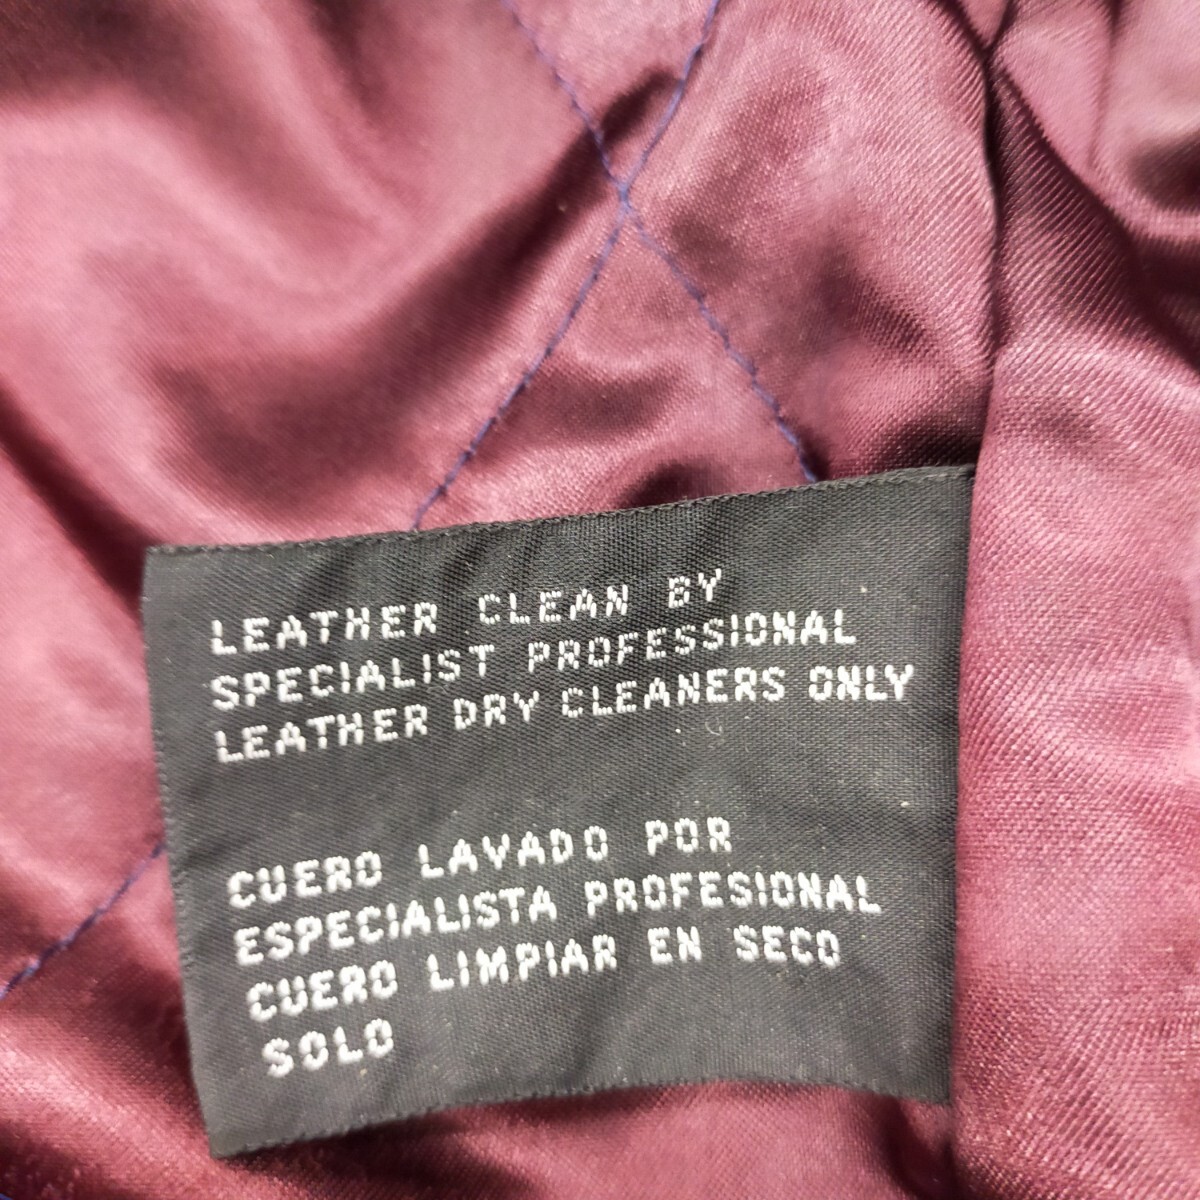 LEATHER CLEAN BY
SPECIALIST PROFESSIONAL
LEATHER DRY CLEANERS ONLY
CUERO LAVADO POR
ESPECIALISTA PROFESIONAL
CUERO LIMPIAR EN SECO
SOLO